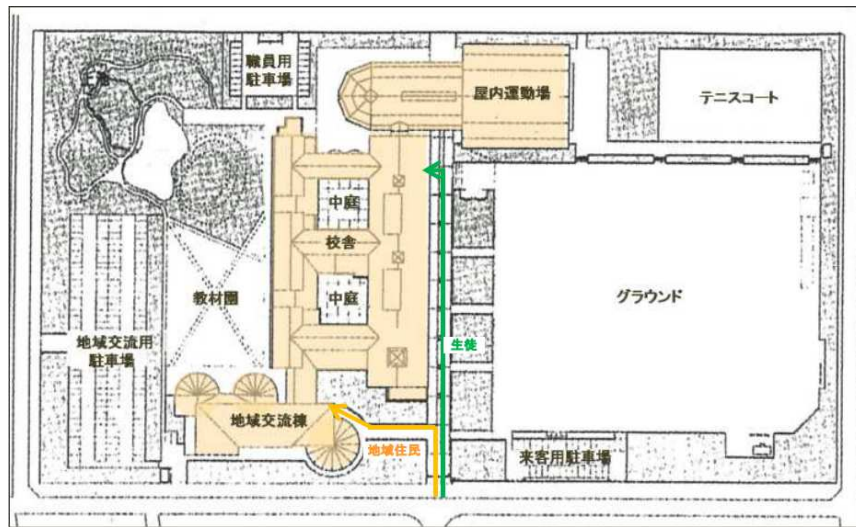 職員用
駐車場
屋内運動場
テニスコート
中庭
校舎
中庭
教材園
グラウンド
地域交流用
駐車場
生徒
地域交流棟
地域住民
来客用駐車場